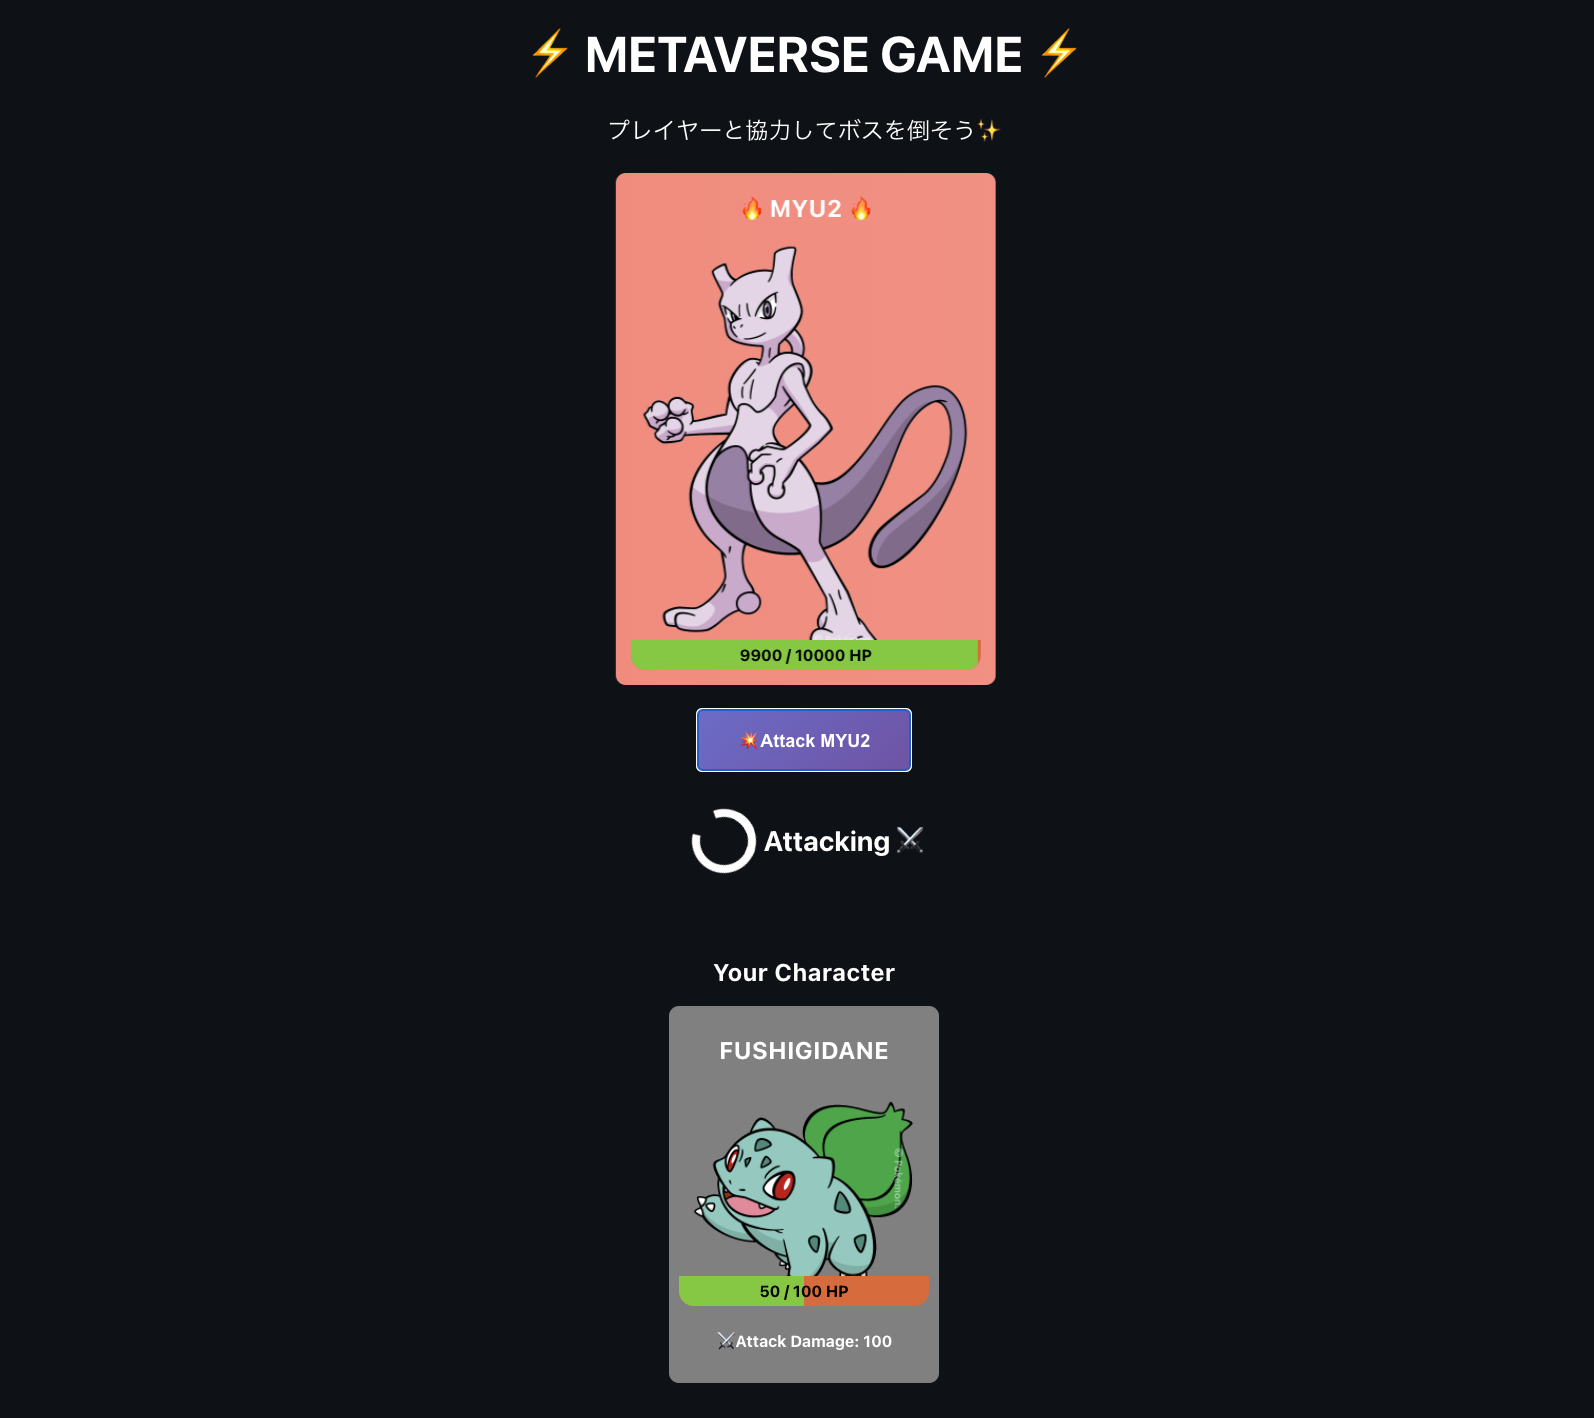 ⚡ METAVERSE GAME ⚡
プレイヤーと協力してボスを倒そう✨
🔥 MYU2 🔥
9900 / 10000 HP
💥Attack MYU2
Attacking ⚔
Your Character
FUSHIGIDANE
©Pokémon
50 / 100 HP
⚔Attack Damage: 100